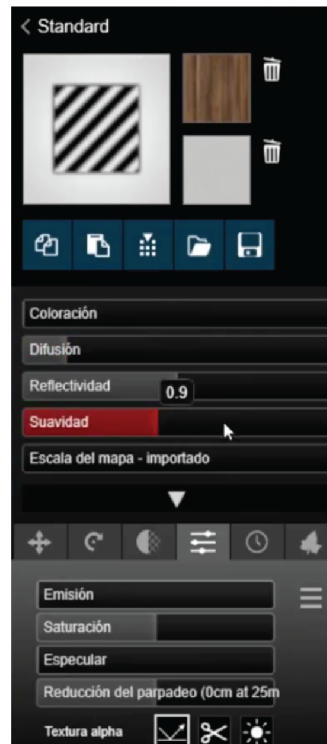 Standard
Coloración
Difusión
Reflectividad
0.9
Suavidad
Escala del mapa - importado
Emisión
Saturación
Especular
Reducción del parpadeo (0cm at 25m
Textura alpha